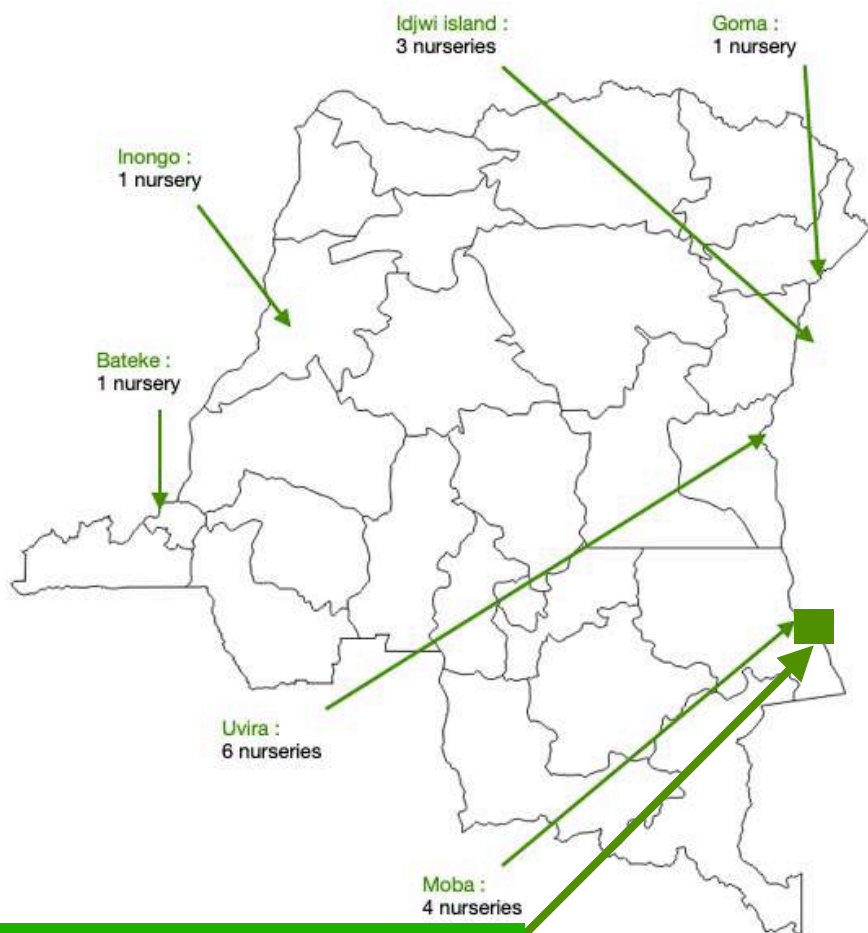 Idjwi island :
3 nurseries
Goma :
1 nursery
Inongo :
1 nursery
Bateke :
1 nursery
Uvira :
6 nurseries
Moba :
4 nurseries